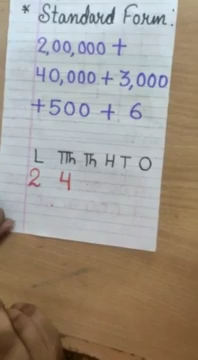 * Standard Form:
2,00,000 +
40,000 + 3,000
+500 + 6
L TTh Th H T O
2 4